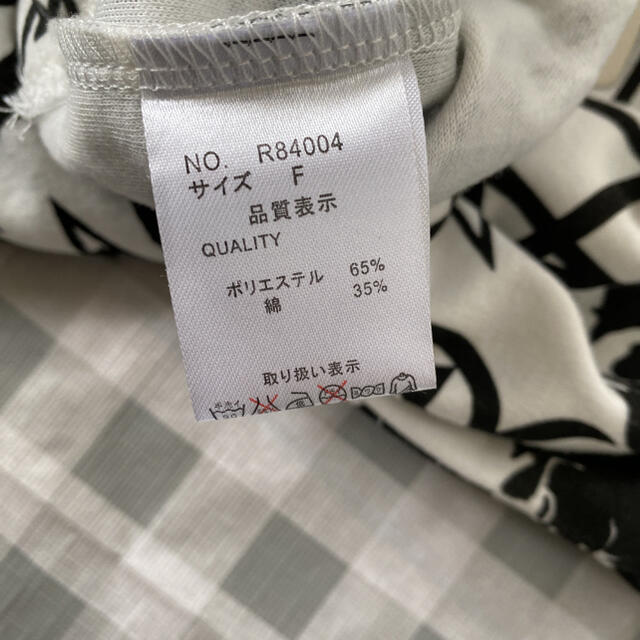 NO. R84004
サイズ F
品質表示
QUALITY
ポリエステル 65%
綿 35%
取り扱い表示